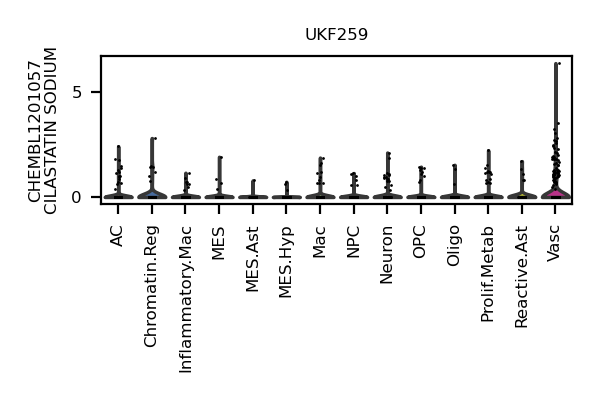 UKF259
CHEMBL1201057
CILASTATIN SODIUM
5
0
AC
Chromatin.Reg
Inflammatory.Mac
MES
MES.Ast
MES.Hyp
Mac
NPC
Neuron
OPC
Oligo
Prolif.Metab
Reactive.Ast
Vasc